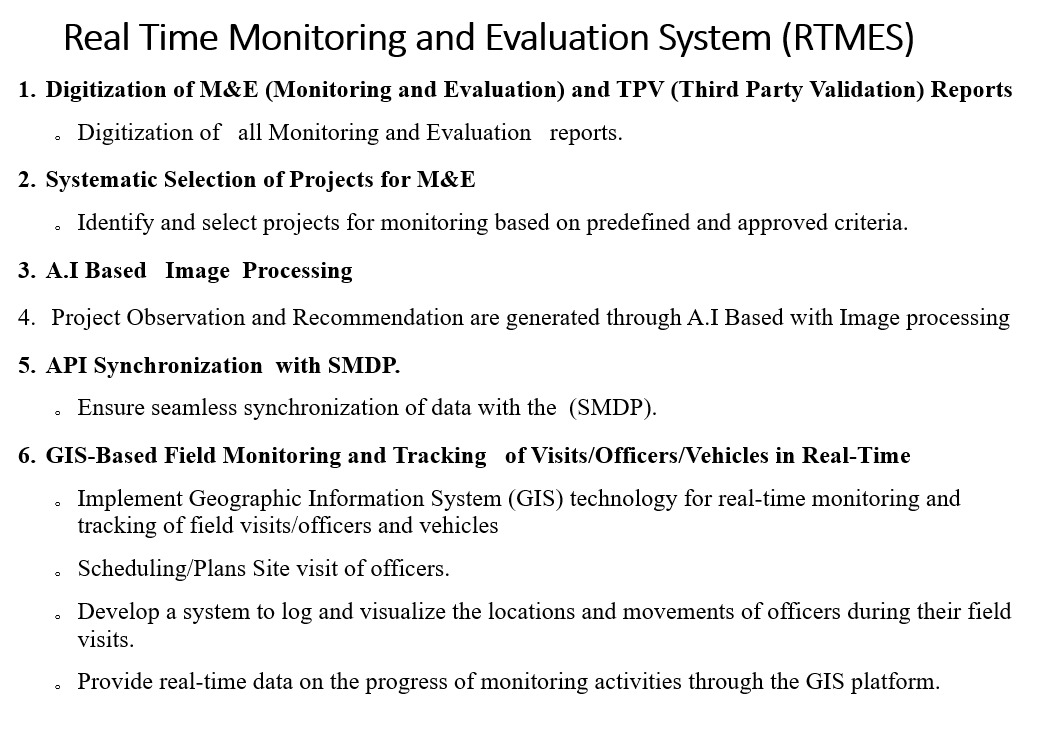 Real Time Monitoring and Evaluation System (RTMES)
1. Digitization of M&E (Monitoring and Evaluation) and TPV (Third Party Validation) Reports
◦ Digitization of all Monitoring and Evaluation reports.
2. Systematic Selection of Projects for M&E
◦ Identify and select projects for monitoring based on predefined and approved criteria.
3. A.I Based Image Processing
4. Project Observation and Recommendation are generated through A.I Based with Image processing
5. API Synchronization with SMDP.
◦ Ensure seamless synchronization of data with the (SMDP).
6. GIS-Based Field Monitoring and Tracking of Visits/Officers/Vehicles in Real-Time
◦ Implement Geographic Information System (GIS) technology for real-time monitoring and
tracking of field visits/officers and vehicles
◦ Scheduling/Plans Site visit of officers.
◦ Develop a system to log and visualize the locations and movements of officers during their field
visits.
◦ Provide real-time data on the progress of monitoring activities through the GIS platform.